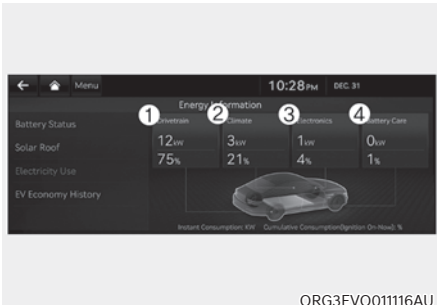 Menu
10:28PM
DEC. 31
Energy Information
1 Drivetrain
12kW
75%
2 Climate
3kW
21%
3 Electronics
1kW
4%
4 Battery Care
0kW
1%
Battery Status
Solar Roof
Electricity Use
EV Economy History
Instant Consumption: KW Cumulative Consumption(Ignition On-Now): %
ORG3EVQ011116AU